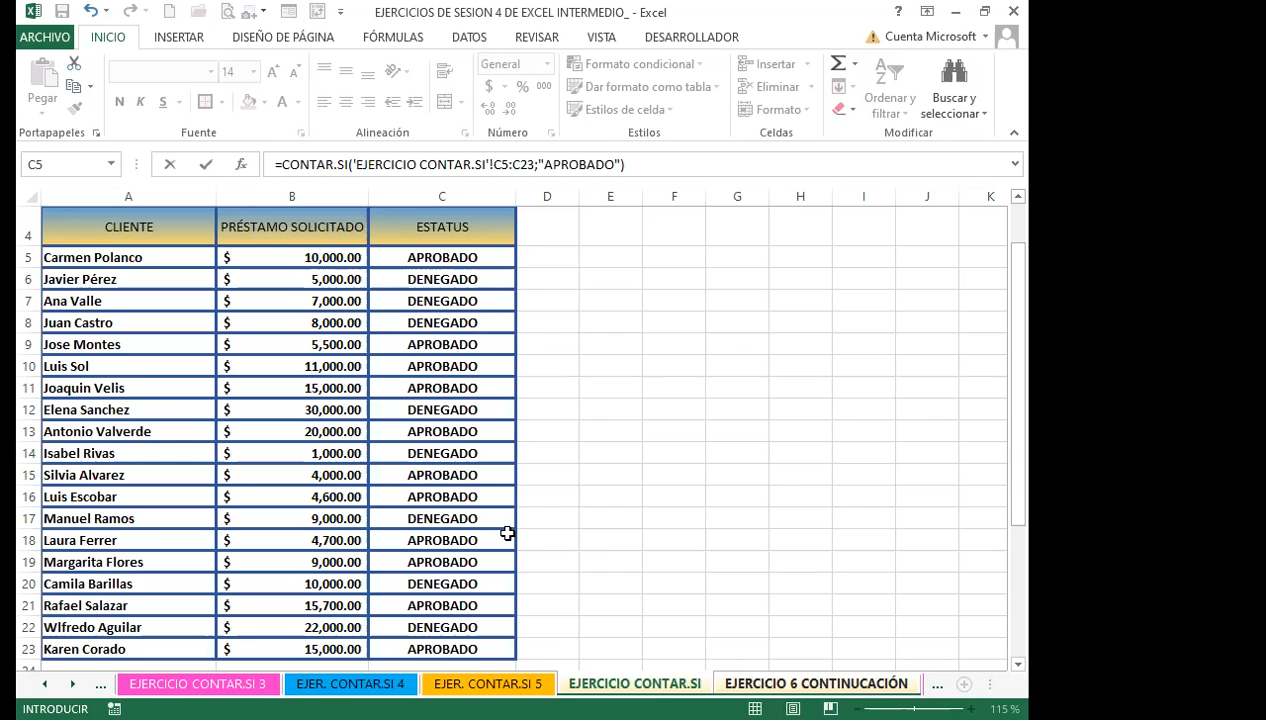 EJERCICIOS DE SESION 4 DE EXCEL INTERMEDIO_ - Excel
ARCHIVO INICIO INSERTAR DISEÑO DE PÁGINA FÓRMULAS DATOS REVISAR VISTA DESARROLLADOR Cuenta Microsoft
Pegar 14 General Formato condicional Insertar
N K S $ % 000 Dar formato como tabla Eliminar Ordenar y filtrar Buscar y seleccionar
Estilos de celda Formato
Portapapeles Fuente Alineación Número Estilos Celdas Modificar
C5 =CONTAR.SI('EJERCICIO CONTAR.SI'!C5:C23;"APROBADO")
A B C D E F G H I J K
4 CLIENTE PRÉSTAMO SOLICITADO ESTATUS
5 Carmen Polanco $ 10,000.00 APROBADO
6 Javier Pérez $ 5,000.00 DENEGADO
7 Ana Valle $ 7,000.00 DENEGADO
8 Juan Castro $ 8,000.00 DENEGADO
9 Jose Montes $ 5,500.00 APROBADO
10 Luis Sol $ 11,000.00 APROBADO
11 Joaquin Velis $ 15,000.00 APROBADO
12 Elena Sanchez $ 30,000.00 DENEGADO
13 Antonio Valverde $ 20,000.00 APROBADO
14 Isabel Rivas $ 1,000.00 DENEGADO
15 Silvia Alvarez $ 4,000.00 APROBADO
16 Luis Escobar $ 4,600.00 APROBADO
17 Manuel Ramos $ 9,000.00 DENEGADO
18 Laura Ferrer $ 4,700.00 APROBADO
19 Margarita Flores $ 9,000.00 APROBADO
20 Camila Barillas $ 10,000.00 DENEGADO
21 Rafael Salazar $ 15,700.00 APROBADO
22 Wlfredo Aguilar $ 22,000.00 DENEGADO
23 Karen Corado $ 15,000.00 APROBADO
... EJERCICIO CONTAR.SI 3 EJER. CONTAR.SI 4 EJER. CONTAR.SI 5 EJERCICIO CONTAR.SI EJERCICIO 6 CONTINUCACIÓN ...
INTRODUCIR 115 %